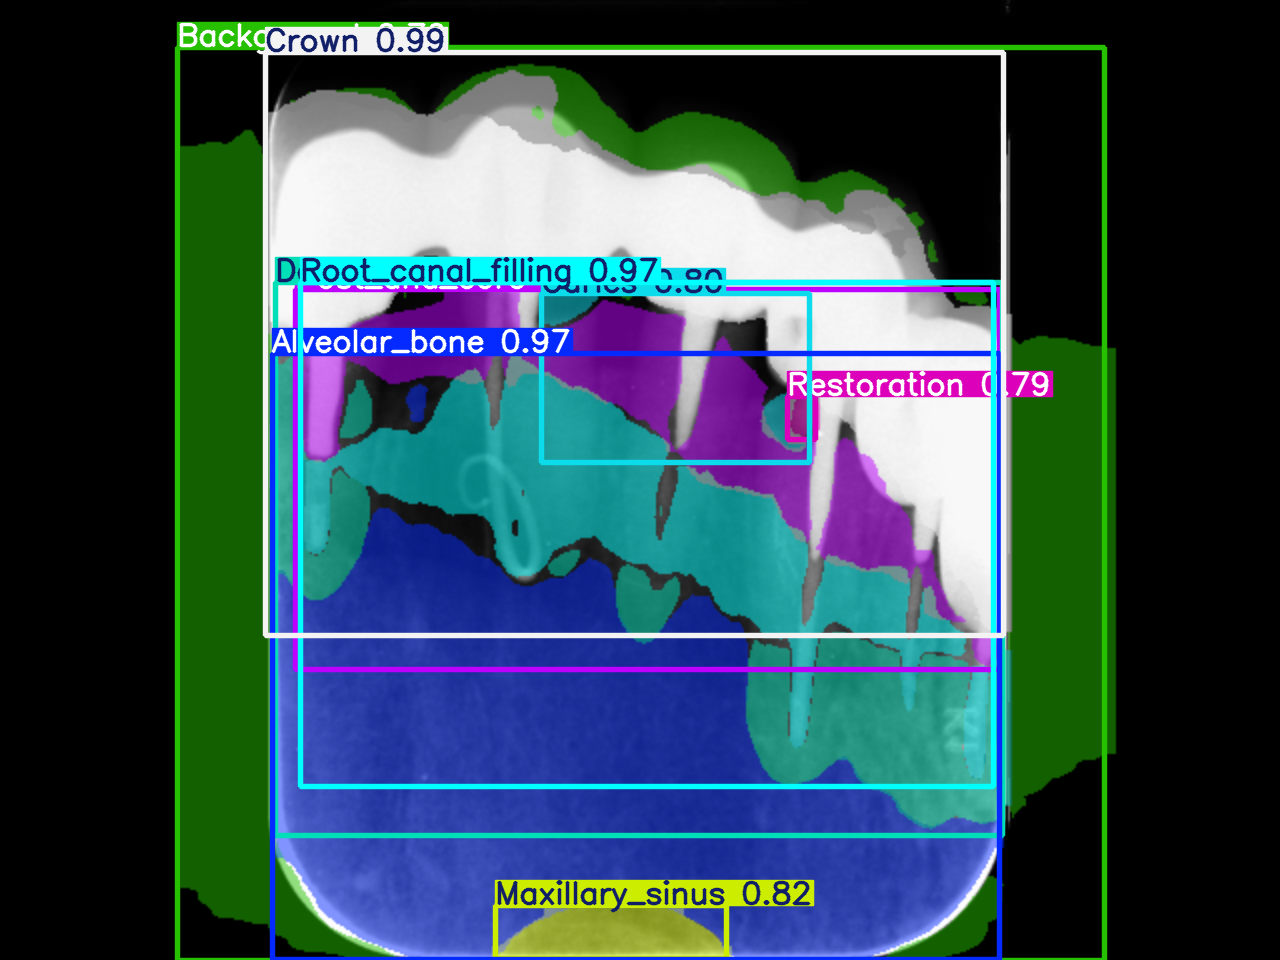 Crown 0.99
Root_canal_filling 0.97
Alveolar_bone 0.97
Restoration 0.79
Maxillary_sinus 0.82